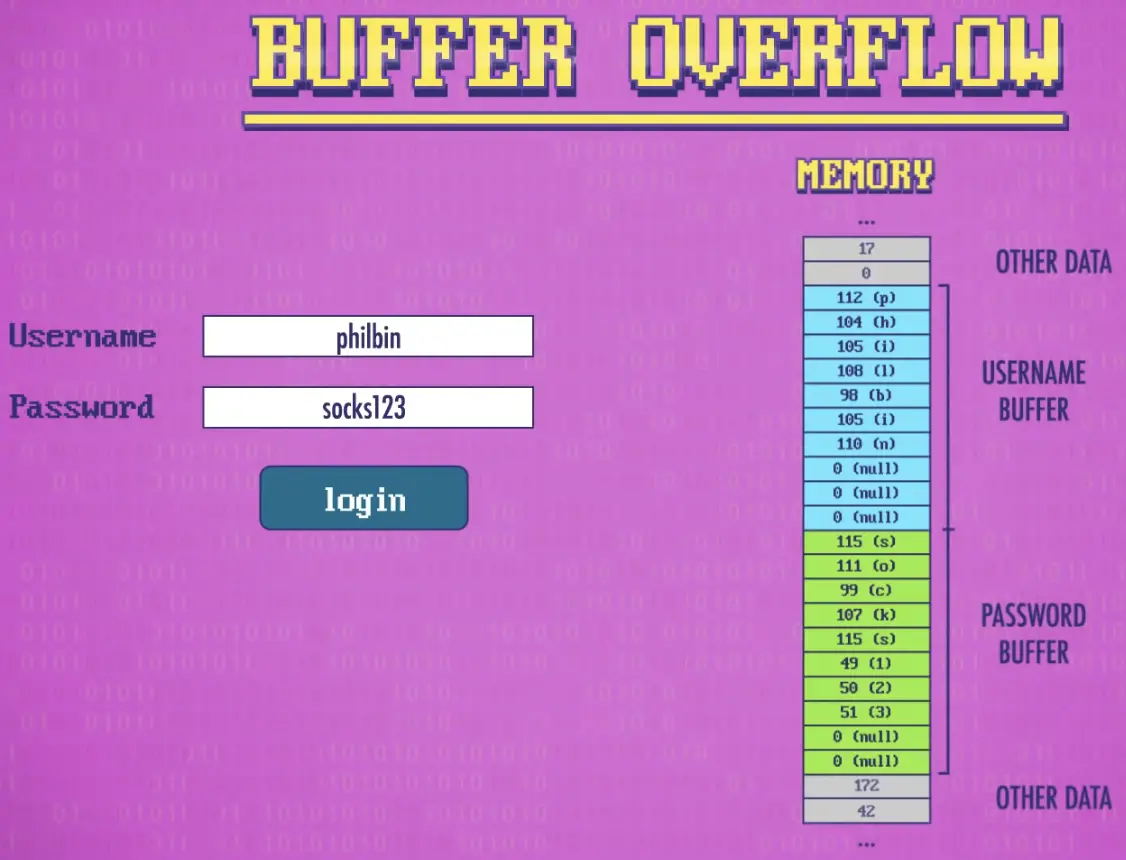 BUFFER OVERFLOW
MEMORY
...
17
OTHER DATA
0
112 (p)
104 (h)
105 (i)
108 (l)
98 (b)
105 (i)
110 (n)
0 (null)
0 (null)
0 (null)
USERNAME
BUFFER
Username
philbin
Password
socks123
login
115 (s)
111 (o)
99 (c)
107 (k)
115 (s)
49 (1)
50 (2)
51 (3)
0 (null)
0 (null)
PASSWORD
BUFFER
172
42
OTHER DATA
...